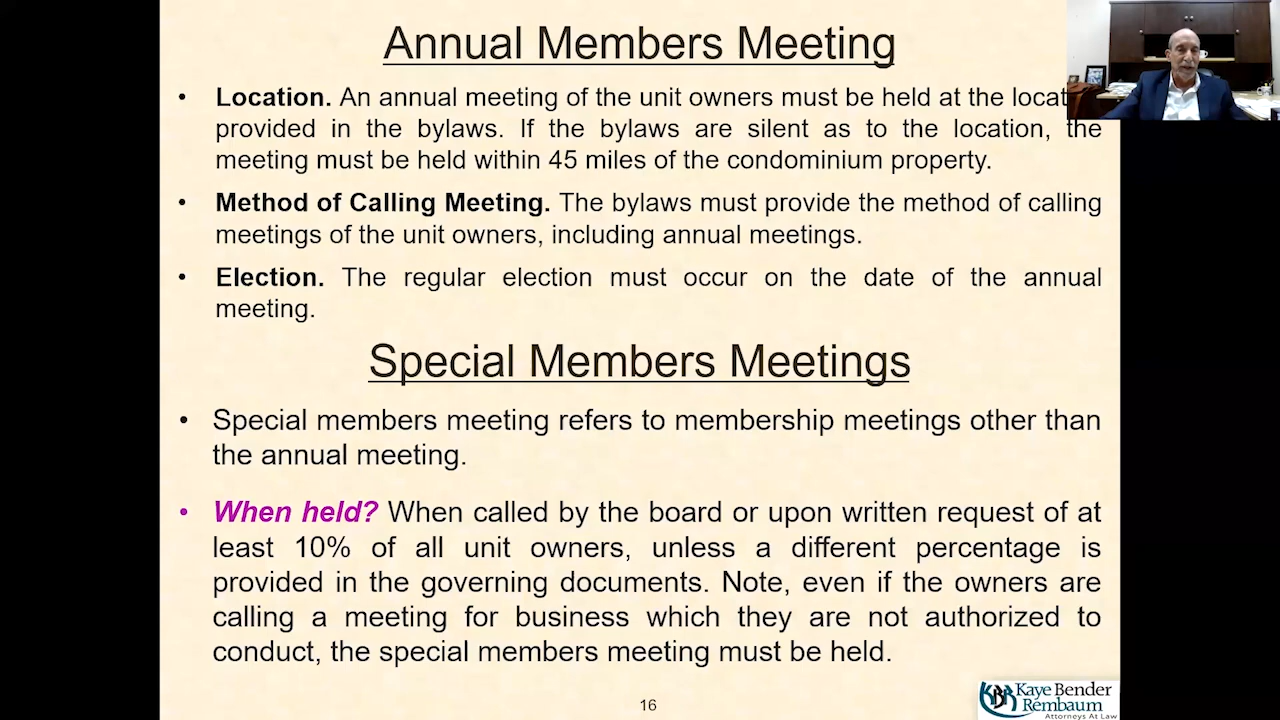 Annual Members Meeting
• Location. An annual meeting of the unit owners must be held at the locat
provided in the bylaws. If the bylaws are silent as to the location, the
meeting must be held within 45 miles of the condominium property.
• Method of Calling Meeting. The bylaws must provide the method of calling
meetings of the unit owners, including annual meetings.
• Election. The regular election must occur on the date of the annual
meeting.
Special Members Meetings
• Special members meeting refers to membership meetings other than
the annual meeting.
• When held? When called by the board or upon written request of at
least 10% of all unit owners, unless a different percentage is
provided in the governing documents. Note, even if the owners are
calling a meeting for business which they are not authorized to
conduct, the special members meeting must be held.
16
KBR Kaye Bender
Rembaum
Attorneys At Law